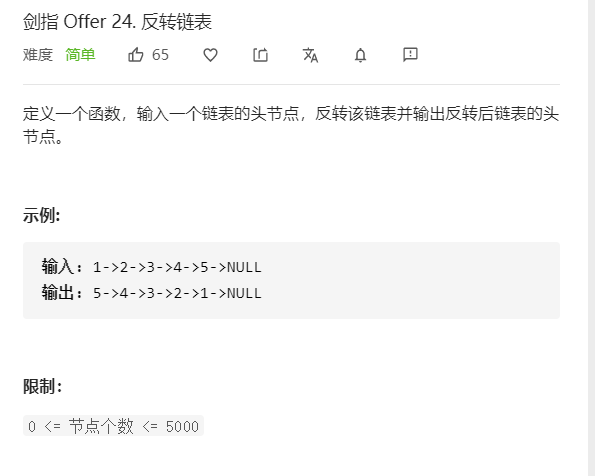 剑指 Offer 24. 反转链表
难度 简单 65
定义一个函数，输入一个链表的头节点，反转该链表并输出反转后链表的头
节点。
示例:
输入: 1->2->3->4->5->NULL
输出: 5->4->3->2->1->NULL
限制：
0 <= 节点个数 <= 5000